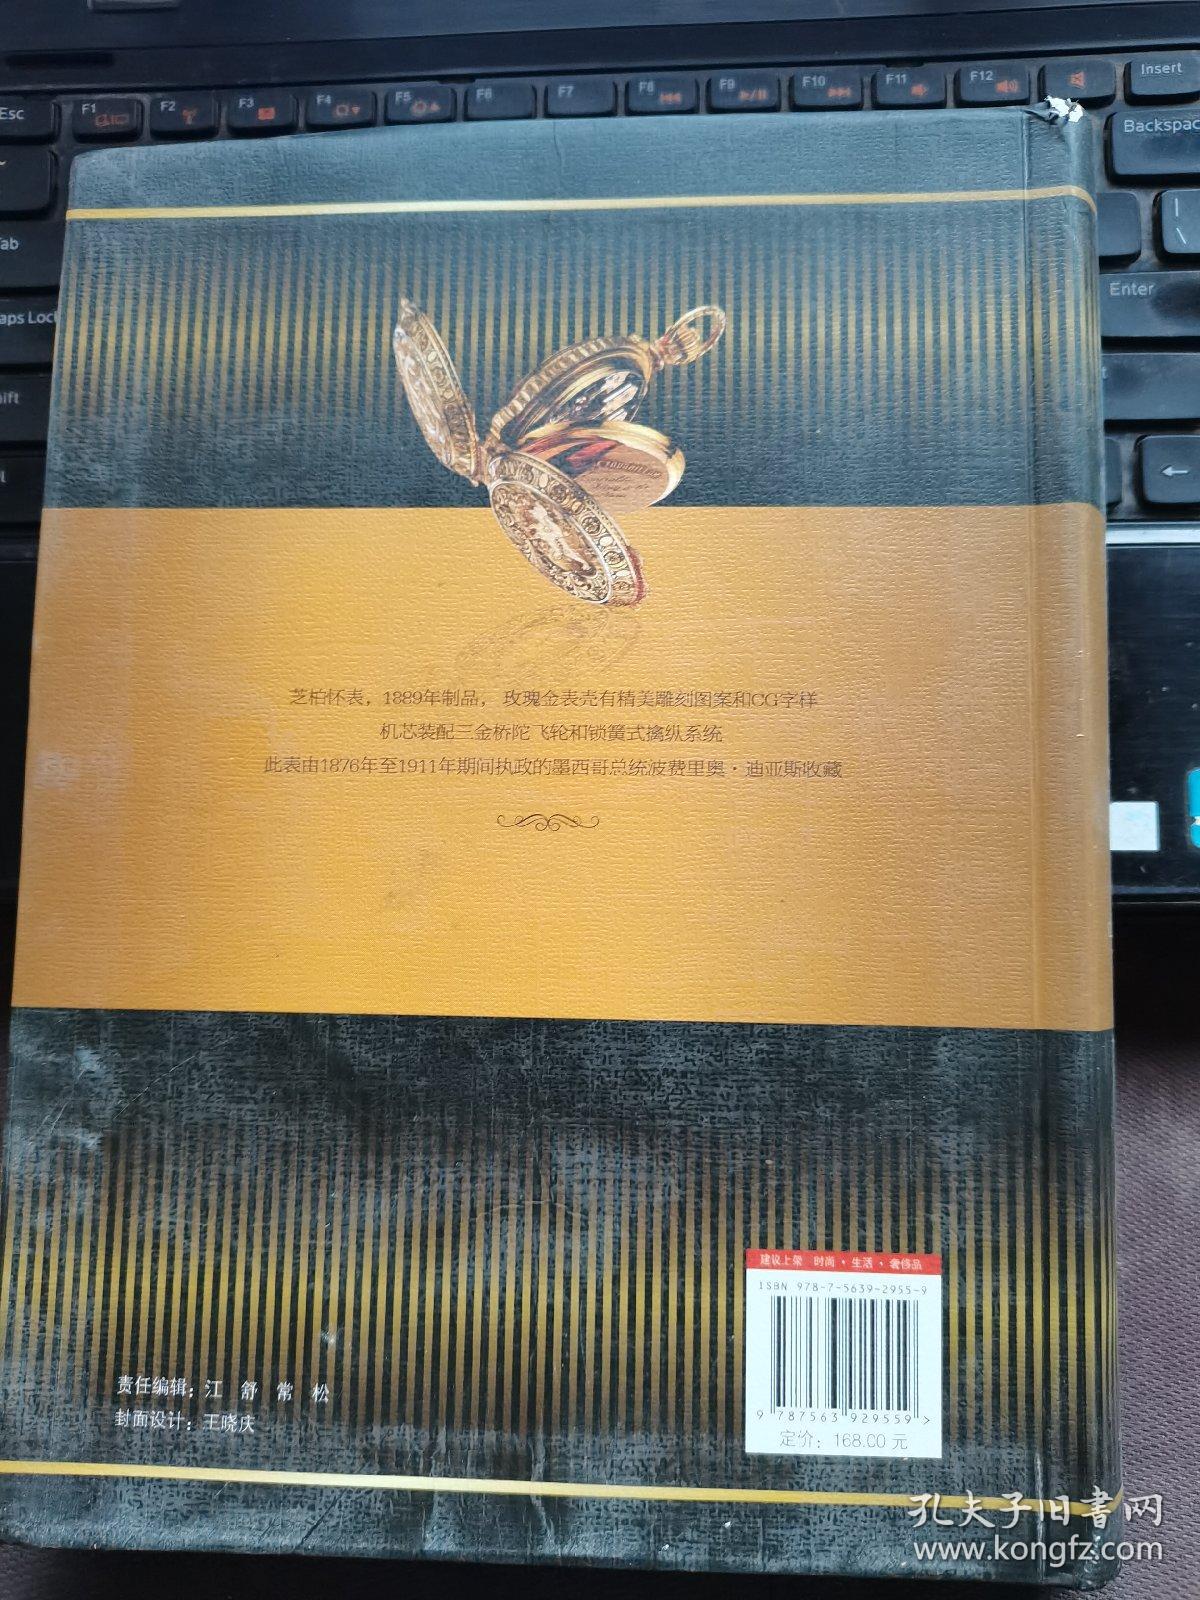 Esc
F1
F2
F3
F4
F5
F6
F7
F8
F9
F10
F11
F12
Insert
Backspac
Tab
Enter
aps Loc
hift
芝柏怀表，1889年制品， 玫瑰金表壳有精美雕刻图案和CG字样
机芯装配三金桥陀飞轮和锁簧式擒纵系统
此表由1876年至1911年期间执政的墨西哥总统波费里奥·迪亚斯收藏
建议上架 时尚·生活·奢侈品
ISBN 978-7-5639-2955-9
9 787563 929559 >
定价：168.00 元
责任编辑：江 舒 常 松
封面设计：王晓庆
孔夫子旧书网
www.kongfz.com